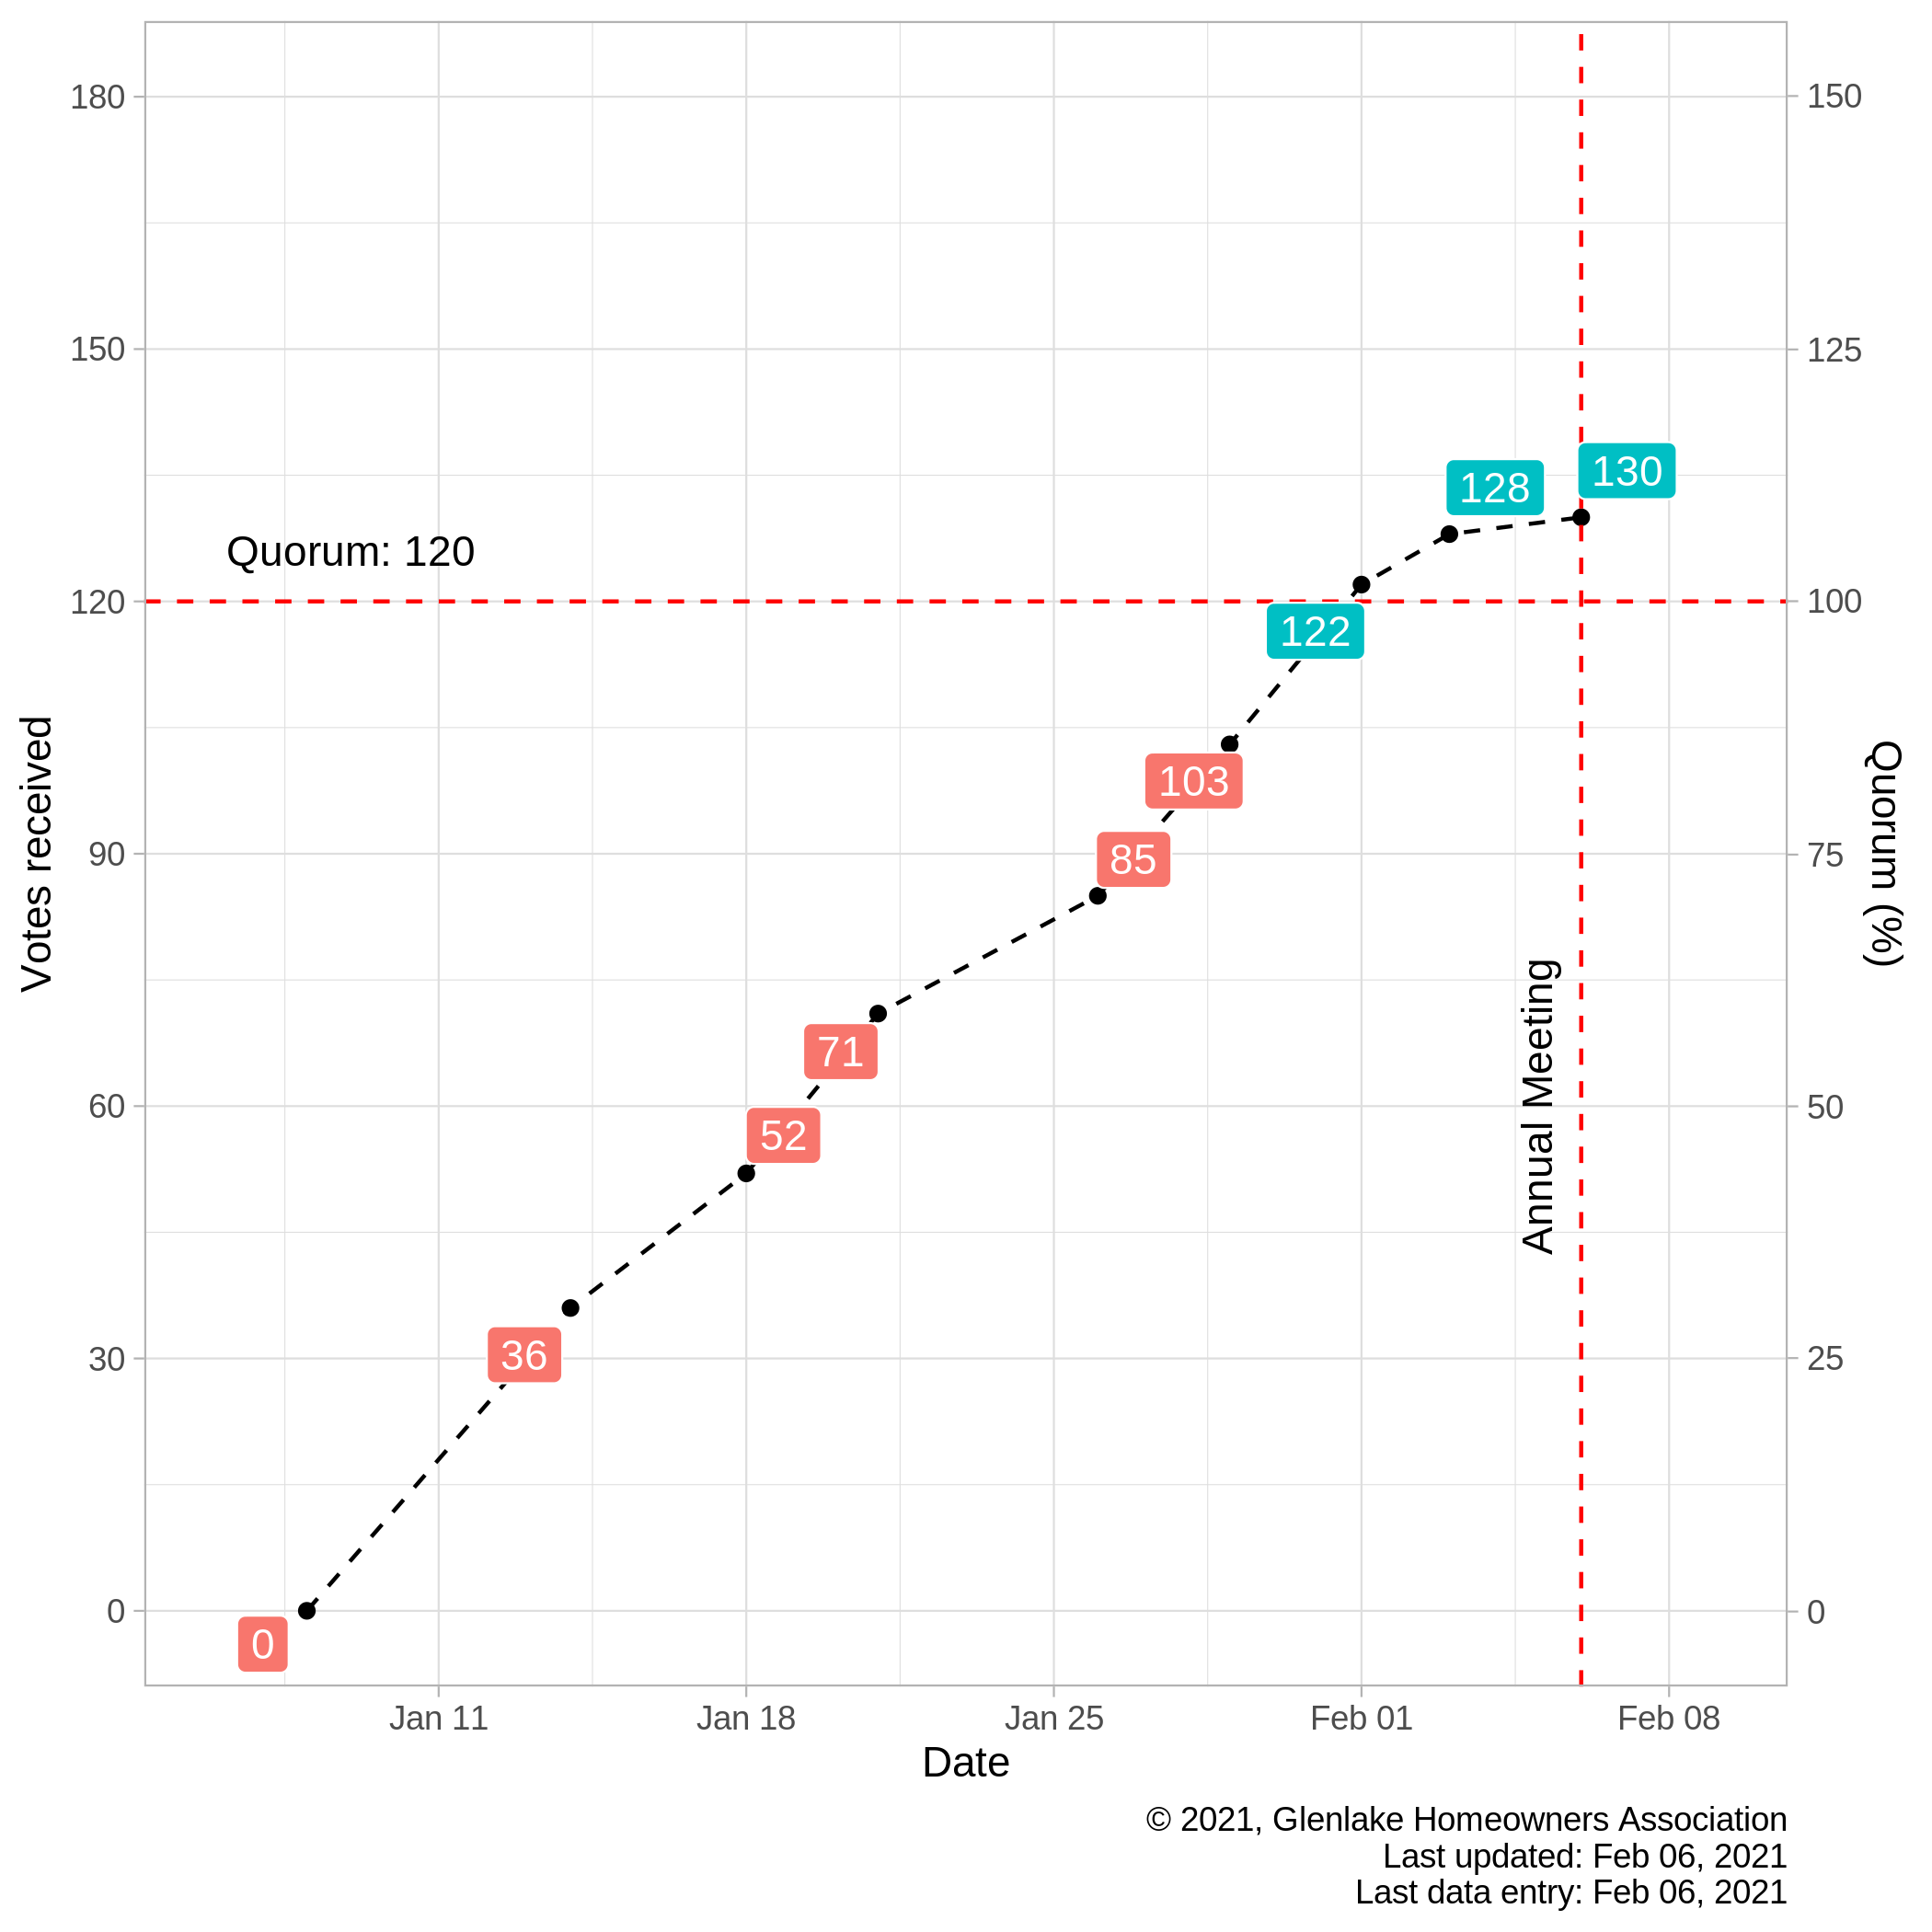 180
150
120
90
60
30
0
Votes received
150
125
100
75
50
25
0
Quorum (%)
Quorum: 120
Annual Meeting
0
36
52
71
85
103
122
128
130
Jan 11
Jan 18
Jan 25
Feb 01
Feb 08
Date
© 2021, Glenlake Homeowners Association
Last updated: Feb 06, 2021
Last data entry: Feb 06, 2021